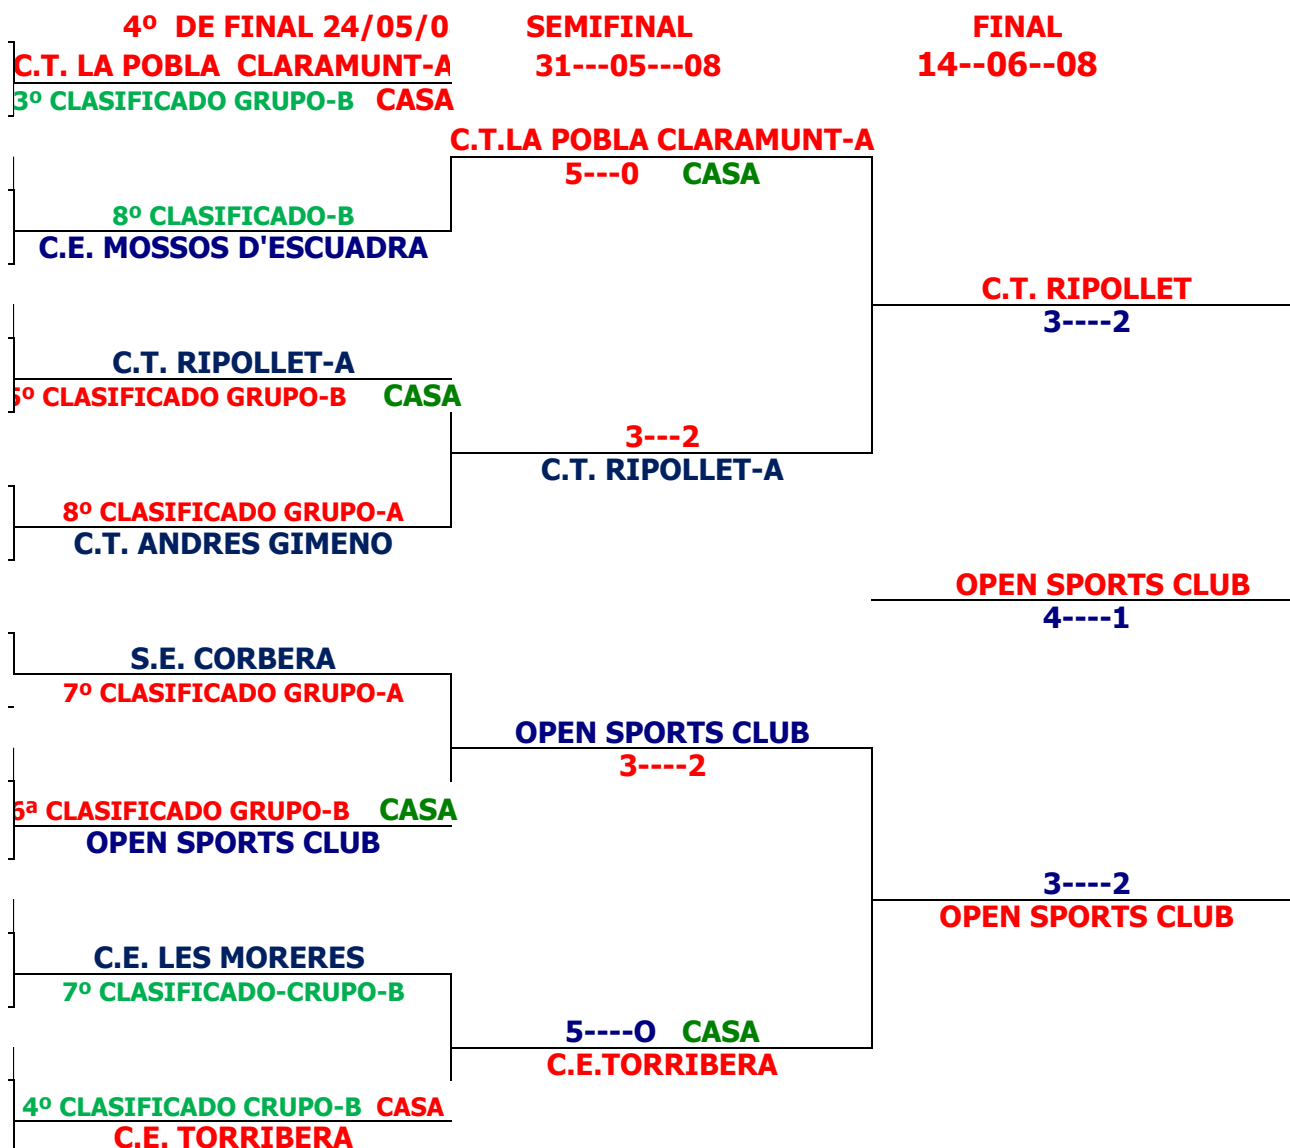 4º DE FINAL 24/05/0
SEMIFINAL
FINAL
C.T. LA POBLA CLARAMUNT-A
31---05---08
14--06--08
3º CLASIFICADO GRUPO-B CASA
C.T.LA POBLA CLARAMUNT-A
5---0 CASA
8º CLASIFICADO-B
C.E. MOSSOS D'ESCUADRA
C.T. RIPOLLET
3----2
C.T. RIPOLLET-A
5º CLASIFICADO GRUPO-B CASA
3---2
C.T. RIPOLLET-A
8º CLASIFICADO GRUPO-A
C.T. ANDRES GIMENO
OPEN SPORTS CLUB
4----1
S.E. CORBERA
7º CLASIFICADO GRUPO-A
OPEN SPORTS CLUB
3----2
6ª CLASIFICADO GRUPO-B CASA
OPEN SPORTS CLUB
3----2
OPEN SPORTS CLUB
C.E. LES MORERES
7º CLASIFICADO-CRUPO-B
5----O CASA
C.E.TORRIBERA
4º CLASIFICADO CRUPO-B CASA
C.E. TORRIBERA